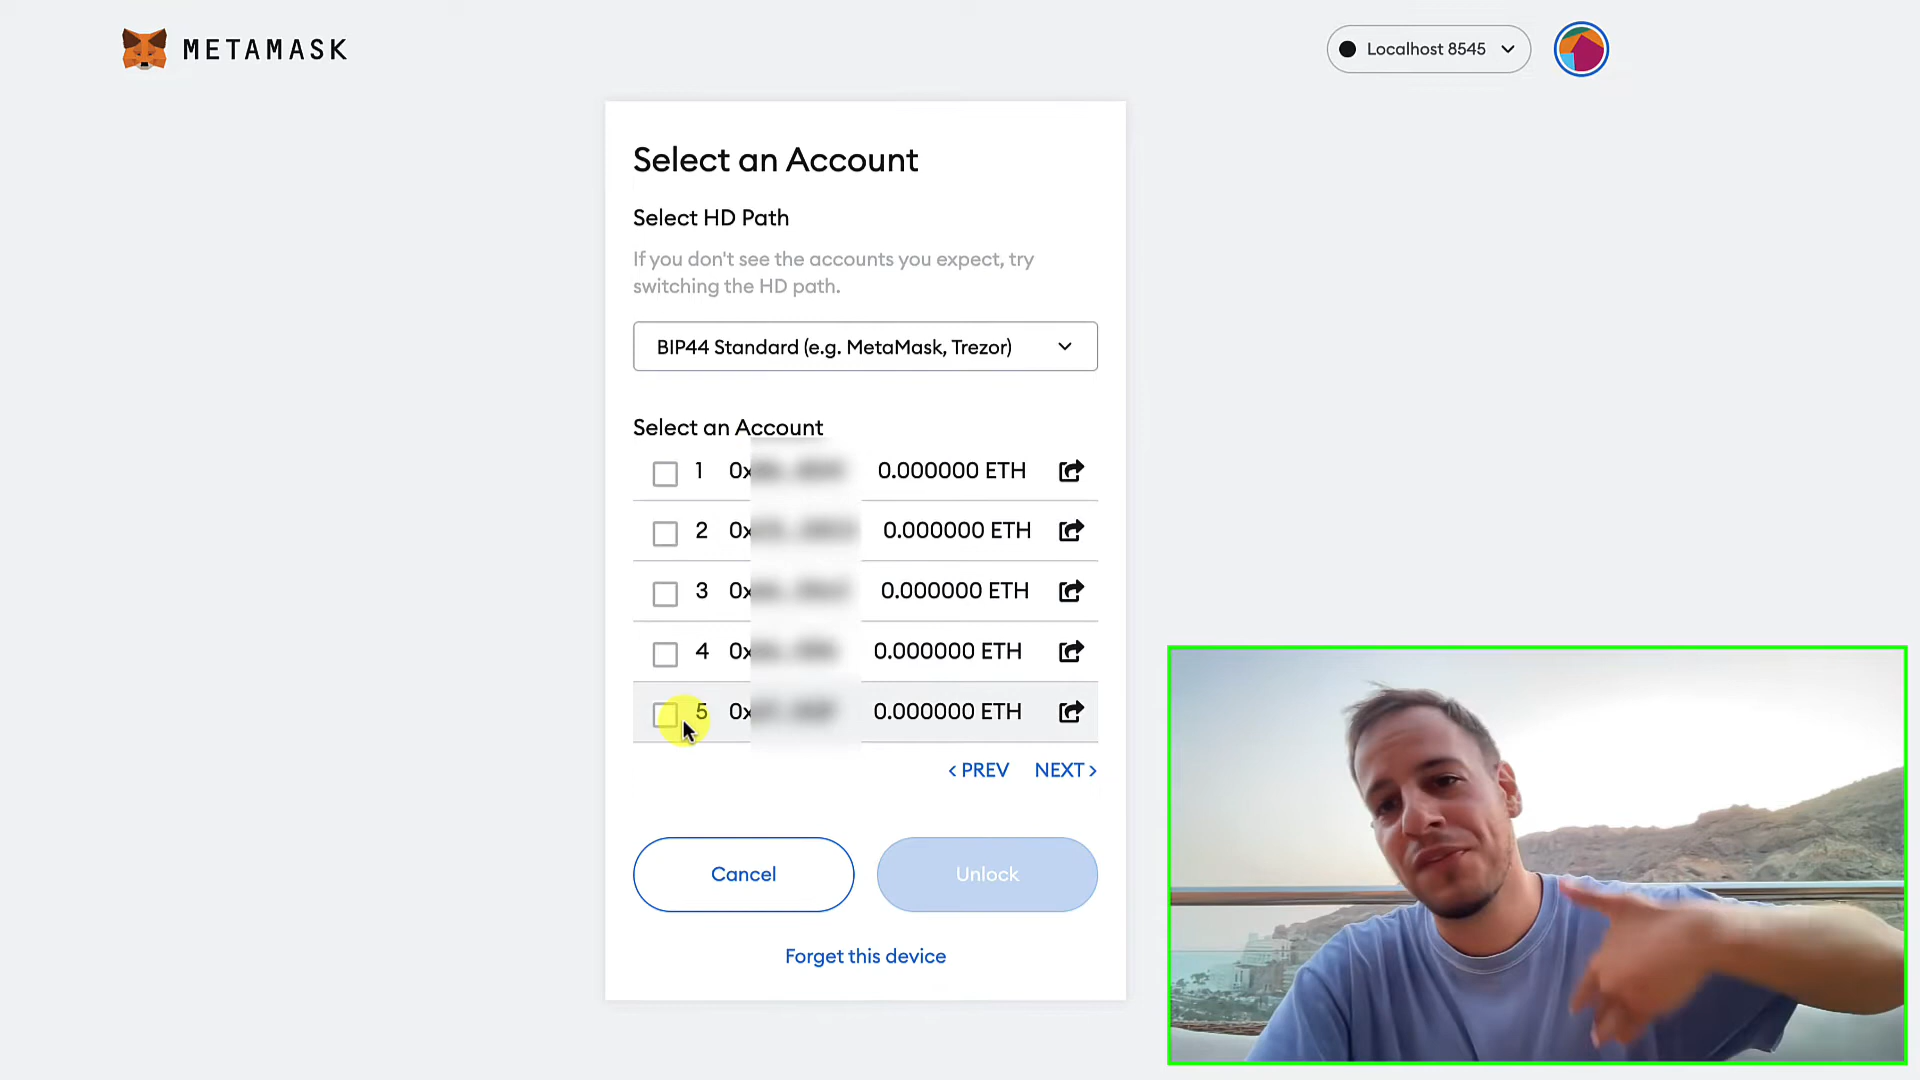 METAMASK
Localhost 8545
Select an Account
Select HD Path
If you don't see the accounts you expect, try
switching the HD path.
BIP44 Standard (e.g. MetaMask, Trezor)
Select an Account
1 0x 0.000000 ETH
2 0x 0.000000 ETH
3 0x 0.000000 ETH
4 0x 0.000000 ETH
5 0x 0.000000 ETH
< PREV NEXT >
Cancel Unlock
Forget this device